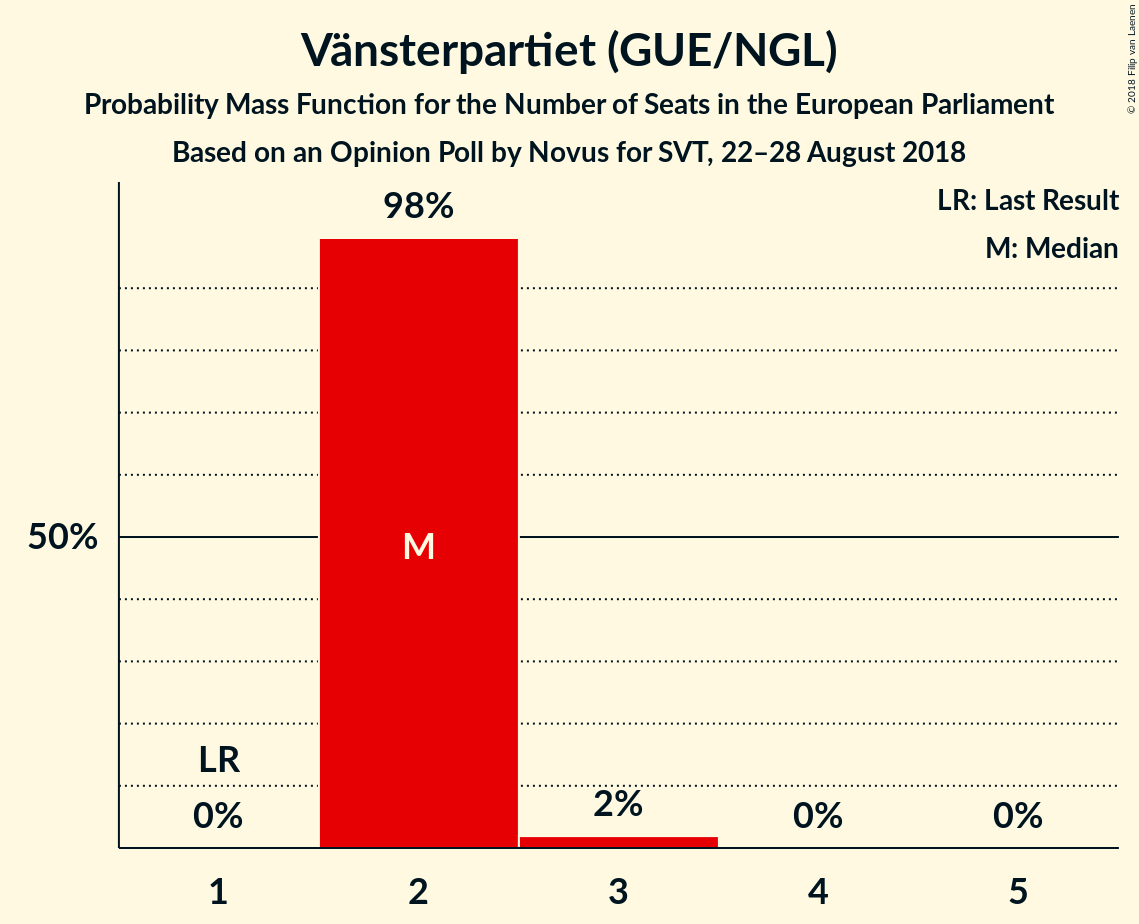 Vänsterpartiet (GUE/NGL)
Probability Mass Function for the Number of Seats in the European Parliament
Based on an Opinion Poll by Novus for SVT, 22–28 August 2018
© 2018 Filip van Laenen
LR: Last Result
M: Median
98%
50%
M
LR
0%
2%
0%
0%
1
2
3
4
5